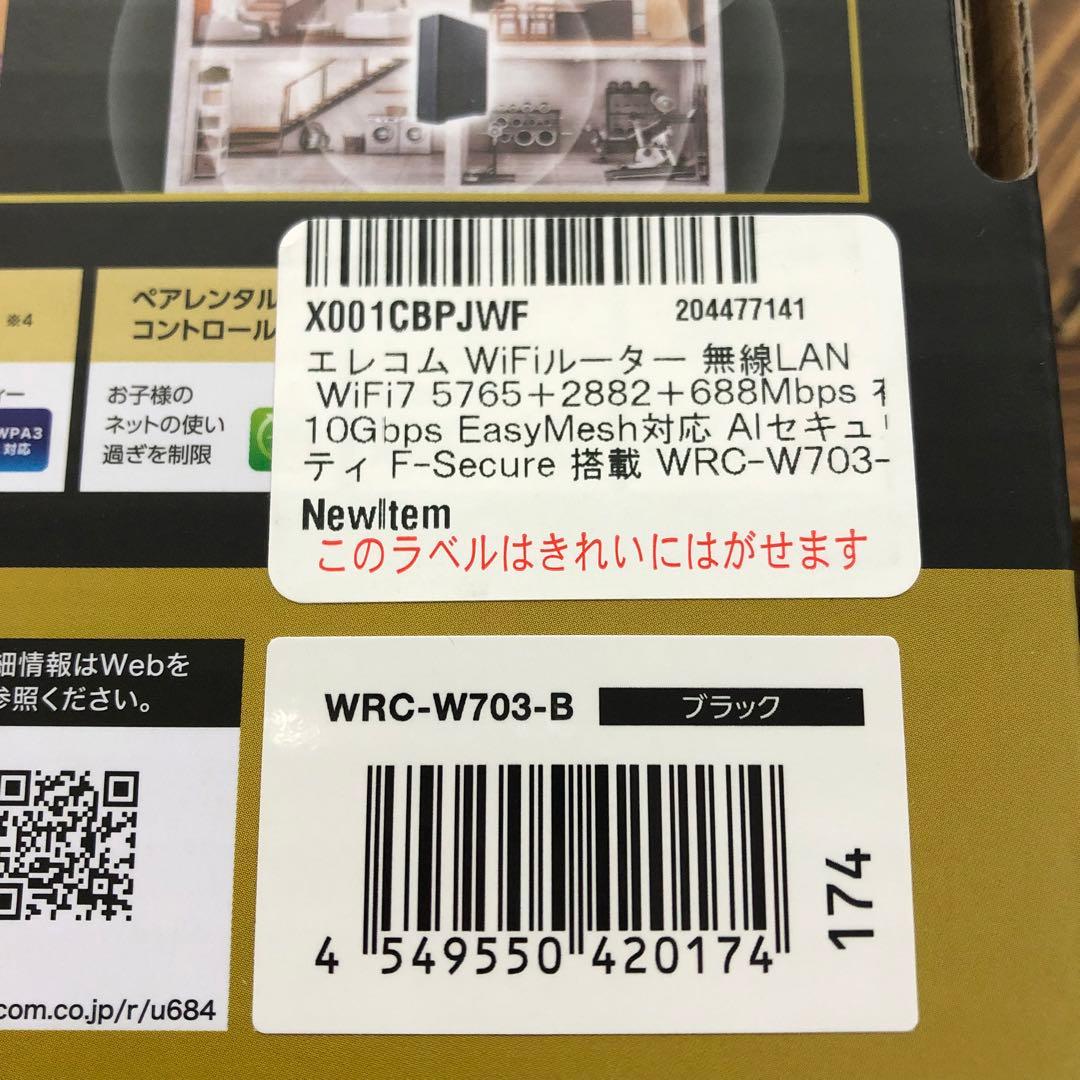 ※4
ペアレンタル
コントロール
WPA3
対応
お子様の
ネットの使い
過ぎを制限
X001CBPJWF 204477141
エレコム WiFiルーター 無線LAN
WiFi7 5765+2882+688Mbps
10Gbps EasyMesh対応 AIセキュ
ティ F-Secure 搭載 WRC-W703-
NewItem
このラベルはきれいにはがせます
細情報はWebを
参照ください。
com.co.jp/r/u684
WRC-W703-B ブラック
4 549550 420174
174